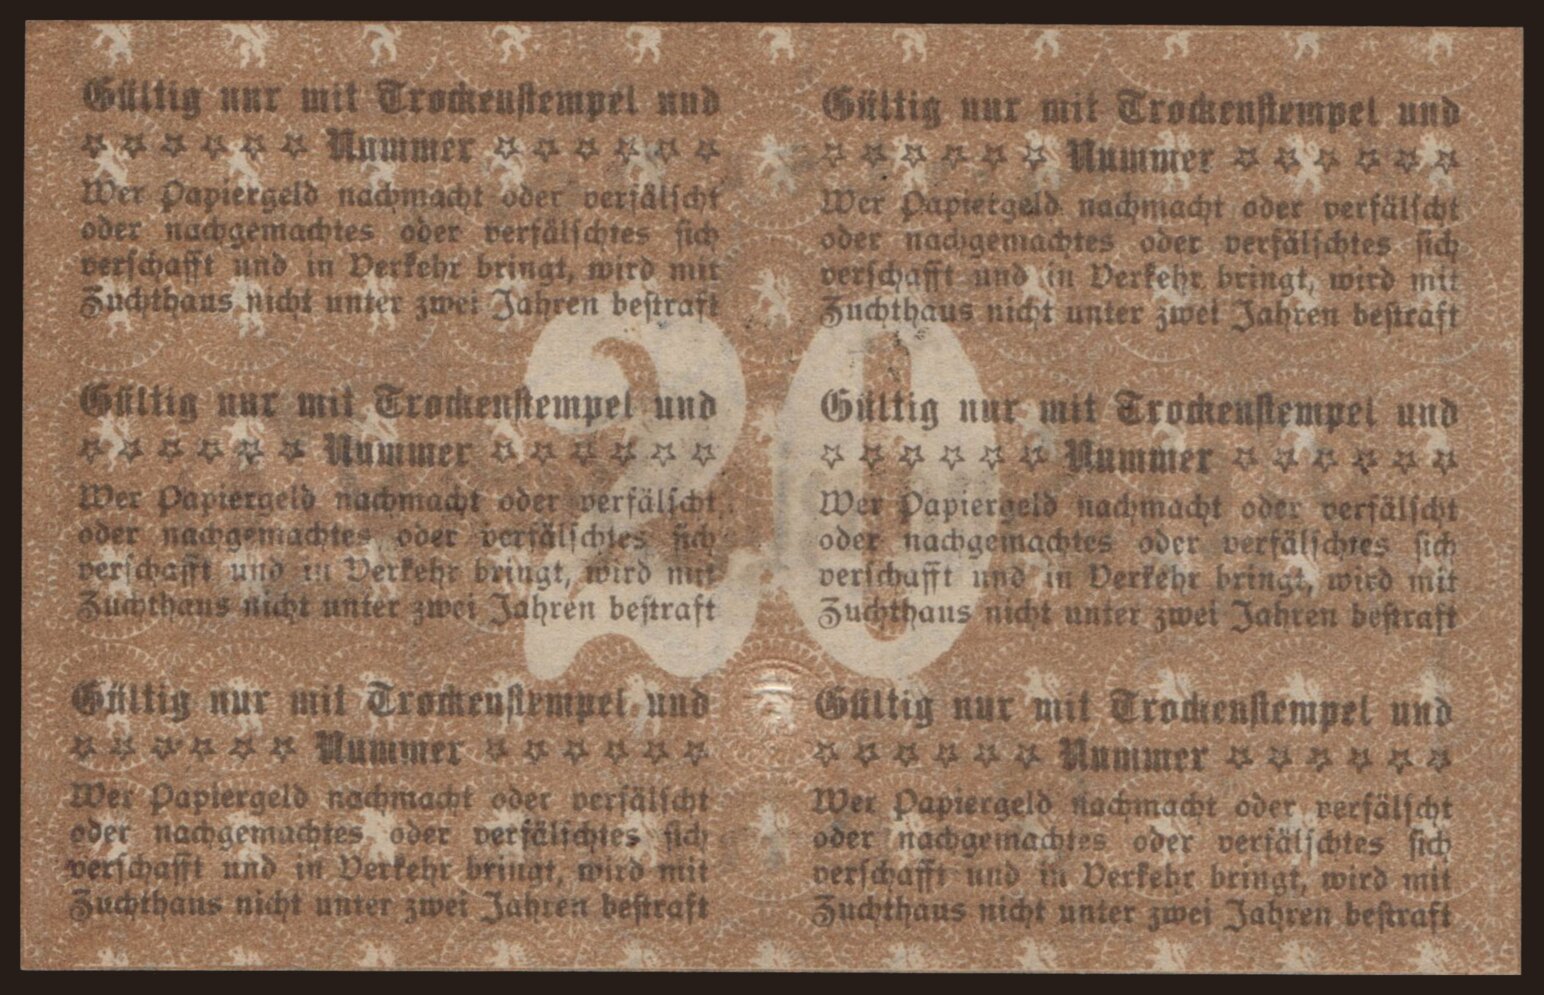 Gültig nur mit Trockenstempel und
☆ ☆ ☆ ☆ ☆ ☆ Nummer ☆ ☆ ☆ ☆ ☆ ☆
Wer Papiergeld nachmacht oder verfälscht
oder nachgemachtes oder verfälschtes sich
verschafft und in Verkehr bringt, wird mit
Zuchthaus nicht unter zwei Jahren bestraft
Gültig nur mit Trockenstempel und
☆ ☆ ☆ ☆ ☆ ☆ Nummer ☆ ☆ ☆ ☆ ☆ ☆
Wer Papiergeld nachmacht oder verfälscht
oder nachgemachtes oder verfälschtes sich
verschafft und in Verkehr bringt, wird mit
Zuchthaus nicht unter zwei Jahren bestraft
20
Gültig nur mit Trockenstempel und
☆ ☆ ☆ ☆ ☆ ☆ Nummer ☆ ☆ ☆ ☆ ☆ ☆
Wer Papiergeld nachmacht oder verfälscht
oder nachgemachtes oder verfälschtes sich
verschafft und in Verkehr bringt, wird mit
Zuchthaus nicht unter zwei Jahren bestraft
Gültig nur mit Trockenstempel und
☆ ☆ ☆ ☆ ☆ ☆ Nummer ☆ ☆ ☆ ☆ ☆ ☆
Wer Papiergeld nachmacht oder verfälscht
oder nachgemachtes oder verfälschtes sich
verschafft und in Verkehr bringt, wird mit
Zuchthaus nicht unter zwei Jahren bestraft
Gültig nur mit Trockenstempel und
☆ ☆ ☆ ☆ ☆ ☆ Nummer ☆ ☆ ☆ ☆ ☆ ☆
Wer Papiergeld nachmacht oder verfälscht
oder nachgemachtes oder verfälschtes sich
verschafft und in Verkehr bringt, wird mit
Zuchthaus nicht unter zwei Jahren bestraft
Gültig nur mit Trockenstempel und
☆ ☆ ☆ ☆ ☆ ☆ Nummer ☆ ☆ ☆ ☆ ☆ ☆
Wer Papiergeld nachmacht oder verfälscht
oder nachgemachtes oder verfälschtes sich
verschafft und in Verkehr bringt, wird mit
Zuchthaus nicht unter zwei Jahren bestraft